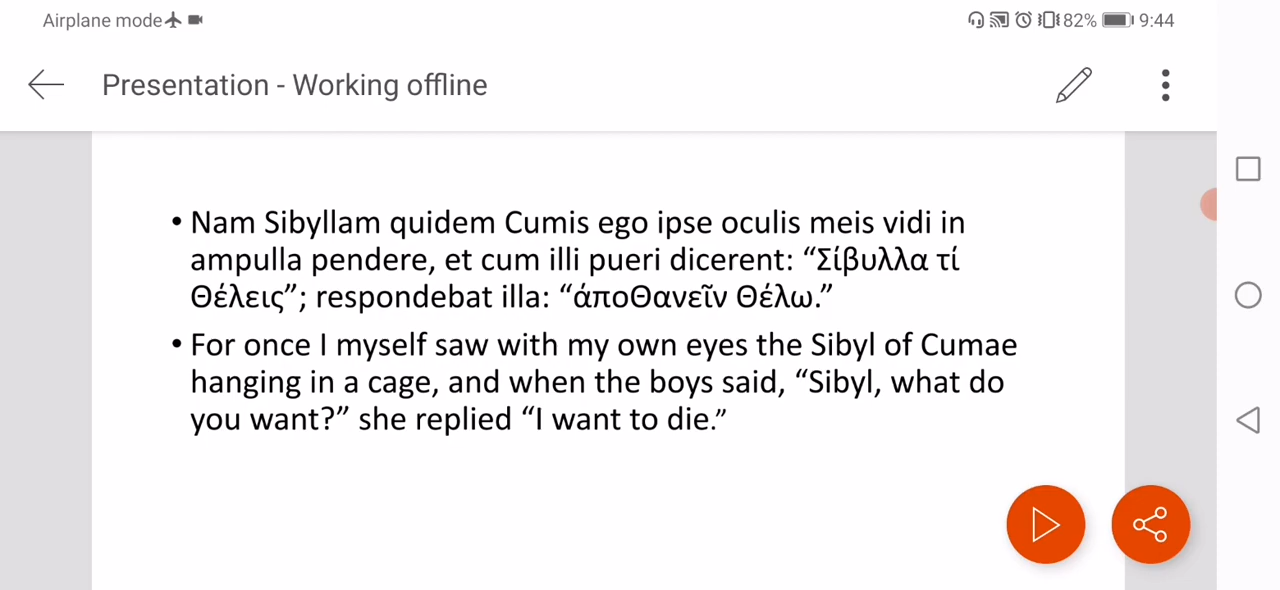 Airplane mode 82% 9:44
Presentation - Working offline
• Nam Sibyllam quidem Cumis ego ipse oculis meis vidi in
ampulla pendere, et cum illi pueri dicerent: “Σίβυλλα τί
Θέλεις”; respondebat illa: “άποΘανεῖν Θέλω.”
• For once I myself saw with my own eyes the Sibyl of Cumae
hanging in a cage, and when the boys said, “Sibyl, what do
you want?” she replied “I want to die.”